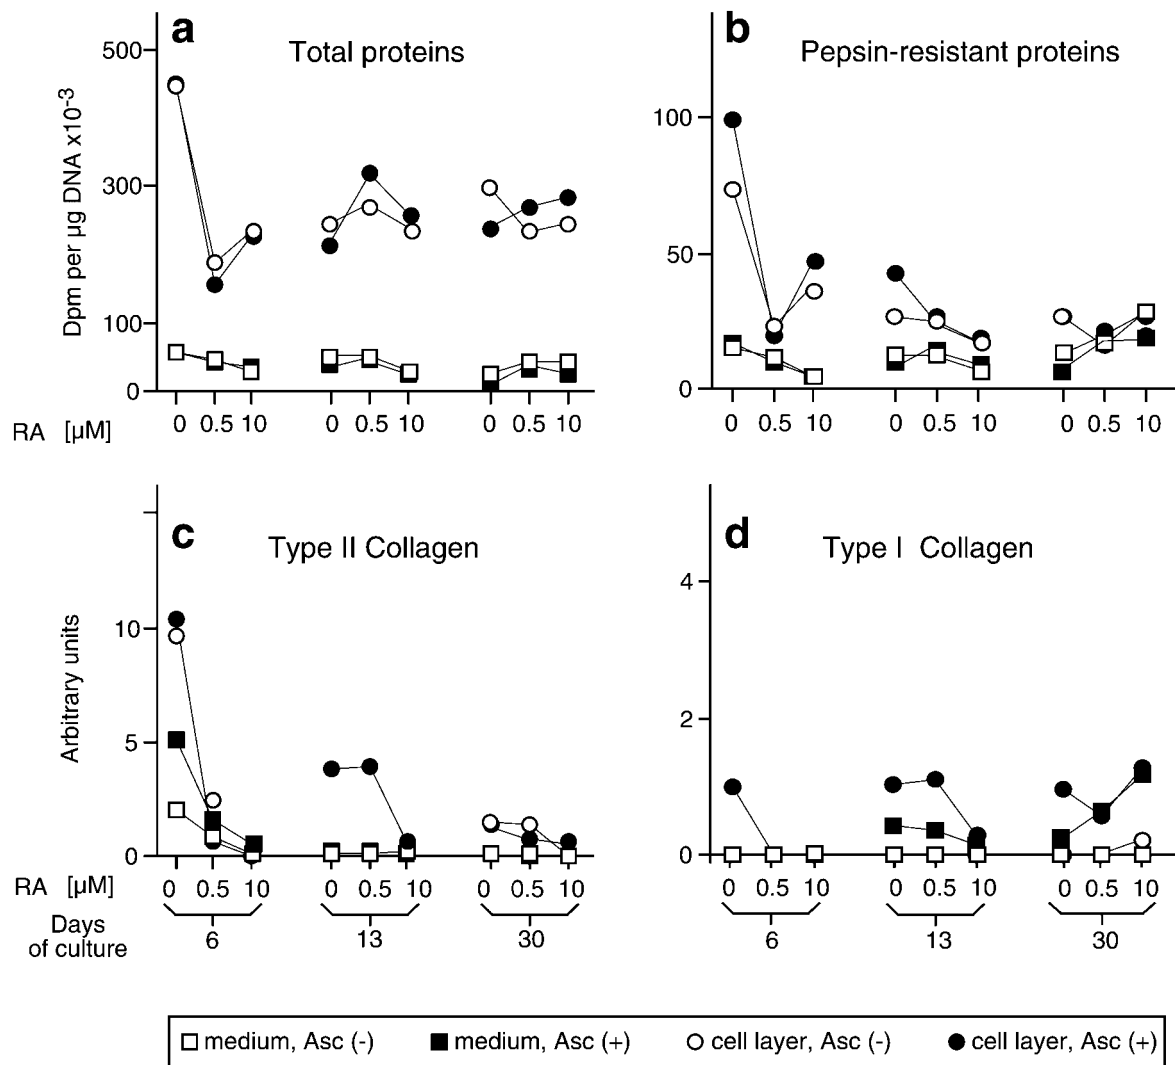 a
b
Total proteins
Pepsin-resistant proteins
Dpm per µg DNA x10-3
500
300
100
0
100
50
0
RA [µM]
0 0.5 10 0 0.5 10 0 0.5 10
0 0.5 10 0 0.5 10 0 0.5 10
c
d
Type II Collagen
Type I Collagen
Arbitrary units
10
5
0
4
2
0
RA [µM]
0 0.5 10 0 0.5 10 0 0.5 10
0 0.5 10 0 0.5 10 0 0.5 10
Days
of culture
6 13 30
6 13 30
medium, Asc (-) medium, Asc (+) cell layer, Asc (-) cell layer, Asc (+)